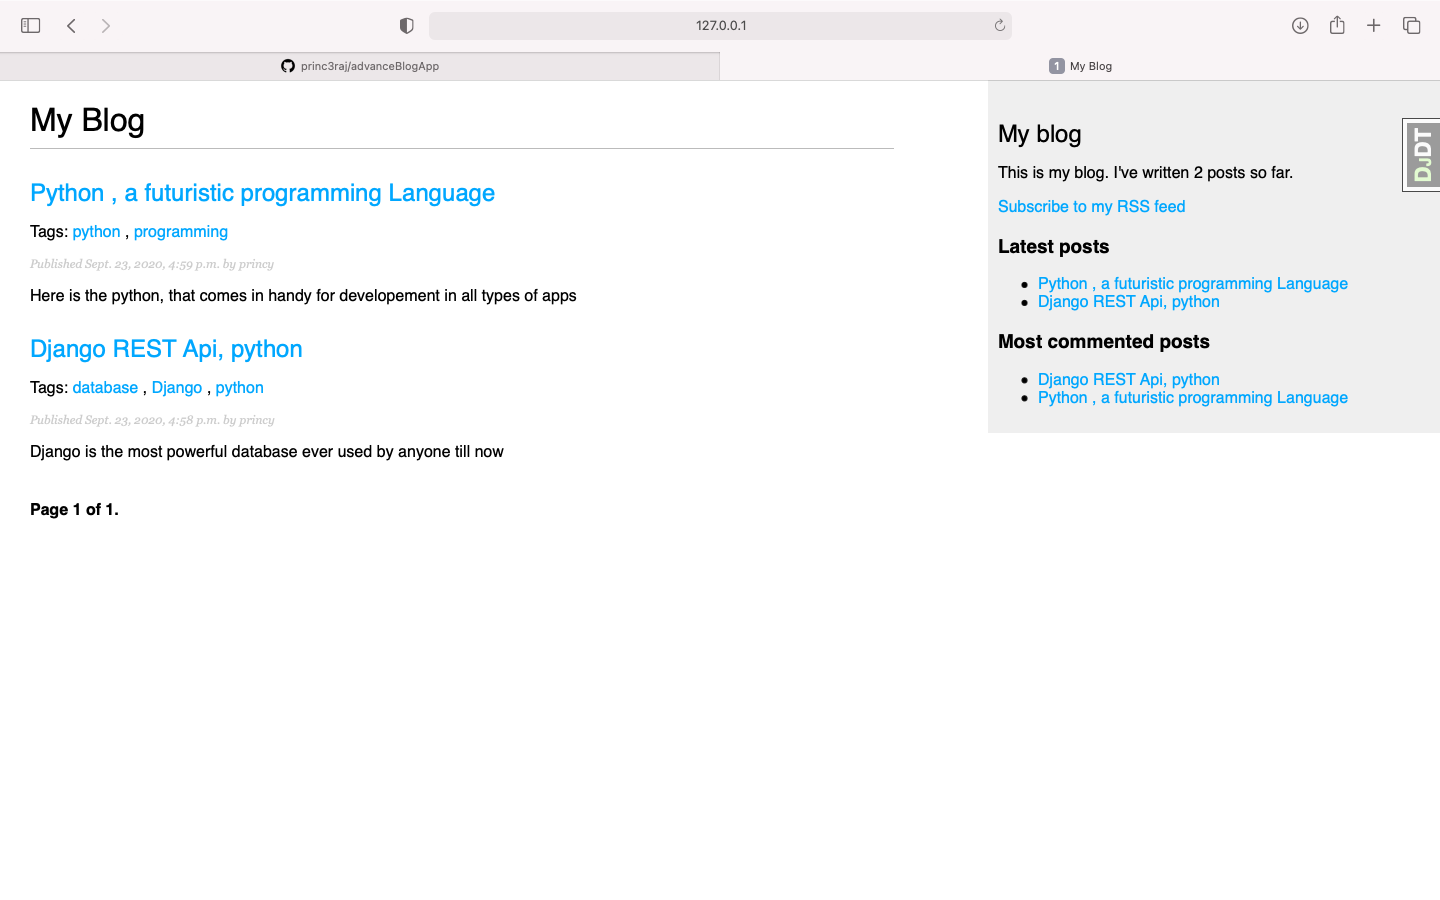 127.0.0.1
princ3raj/advanceBlogApp
1 My Blog
My Blog
Python , a futuristic programming Language
Tags: python , programming
Published Sept. 23, 2020, 4:59 p.m. by princy
Here is the python, that comes in handy for developement in all types of apps
Django REST Api, python
Tags: database , Django , python
Published Sept. 23, 2020, 4:58 p.m. by princy
Django is the most powerful database ever used by anyone till now
Page 1 of 1.
My blog
This is my blog. I've written 2 posts so far.
Subscribe to my RSS feed
Latest posts
Python , a futuristic programming Language
Django REST Api, python
Most commented posts
Django REST Api, python
Python , a futuristic programming Language
DJDT